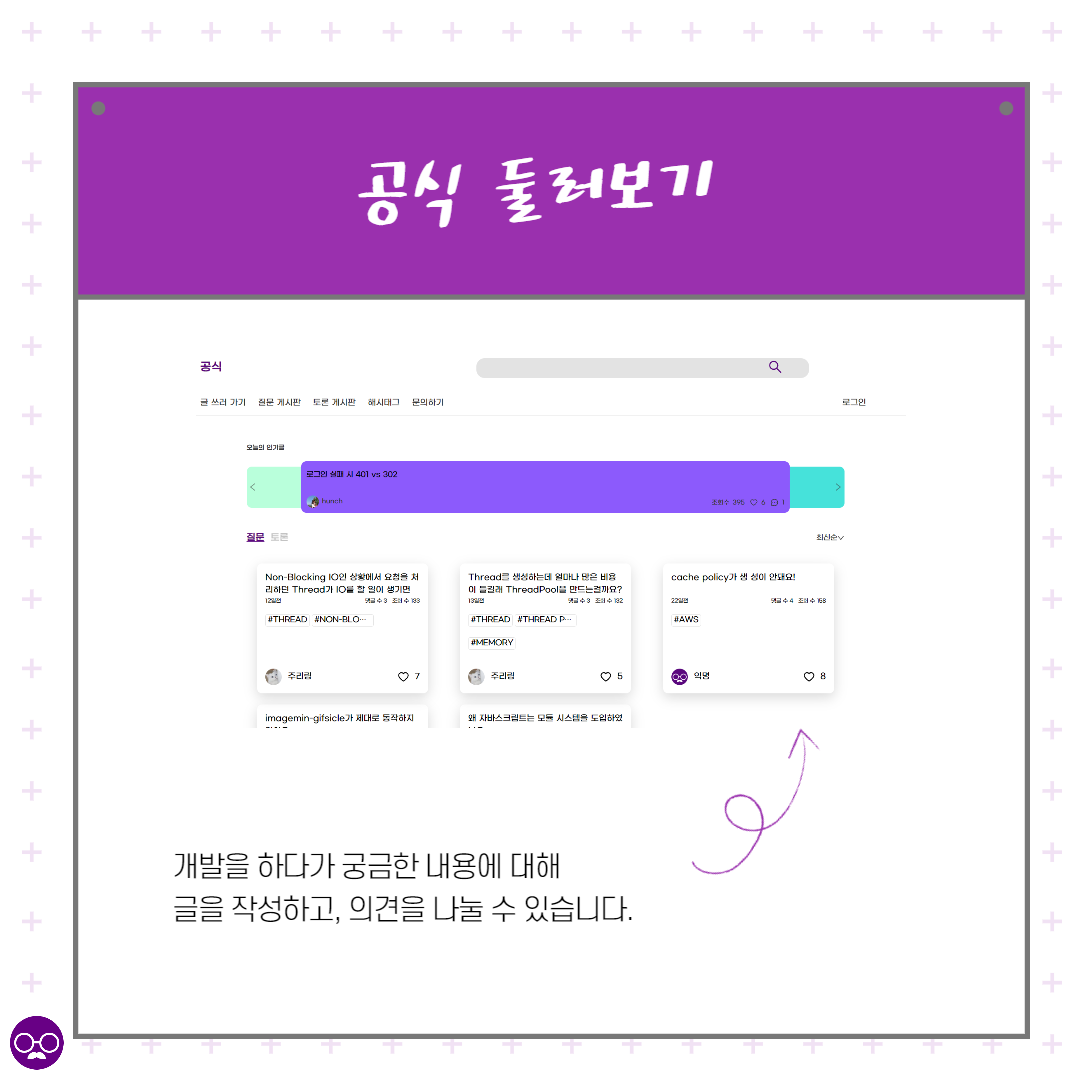 공식 둘러보기
공식
글 쓰러 가기 질문 게시판 토론 게시판 해시태그 문의하기 로그인
오늘의 인기글
로그인 실패 시 401 vs 302
hunch 조회수 395 6 1
질문 토론 최신순
Non-Blocking IO인 상황에서 요청을 처
리하던 Thread가 IO를 할 일이 생기면
12일전 댓글 수 3 조회 수 133
#THREAD #NON-BLO···
주리링 7
Thread를 생성하는데 얼마나 많은 비용
이 들길래 ThreadPool을 만드는걸까요?
13일전 댓글 수 3 조회 수 132
#THREAD #THREAD P···
#MEMORY
주리링 5
cache policy가 생 성이 안돼요!
22일전 댓글 수 4 조회 수 158
#AWS
익명 8
imagemin-gifsicle가 제대로 동작하지
왜 자바스크립트는 모듈 시스템을 도입하였
개발을 하다가 궁금한 내용에 대해
글을 작성하고, 의견을 나눌 수 있습니다.